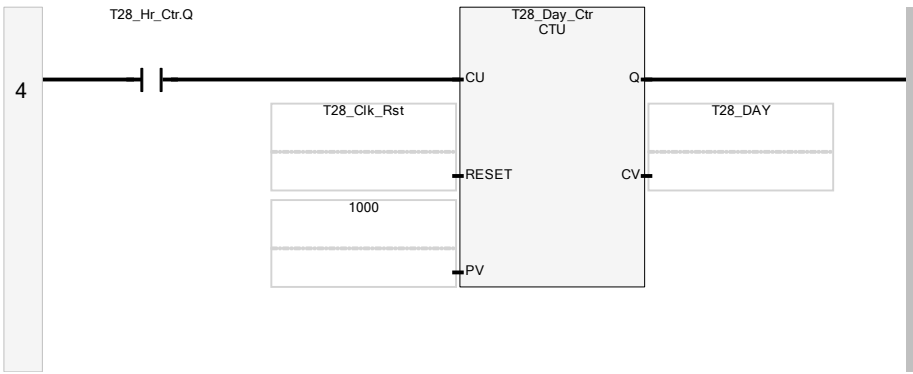 T28_Hr_Ctr.Q
T28_Day_Ctr
CTU
4
CU
Q
T28_Clk_Rst
T28_DAY
RESET
CV
1000
PV